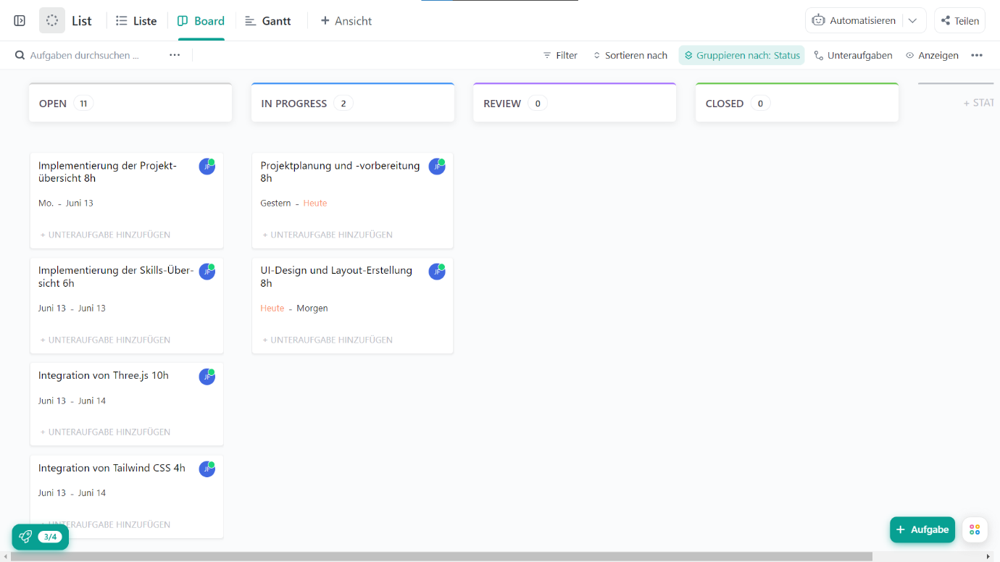 List
Liste
Board
Gantt
+ Ansicht
Automatisieren
Teilen
Aufgaben durchsuchen ...
Filter
Sortieren nach
Gruppieren nach: Status
Unteraufgaben
Anzeigen
OPEN 11
IN PROGRESS 2
REVIEW 0
CLOSED 0
+ STAT
Implementierung der Projekt-
übersicht 8h
JF
Mo. - Juni 13
+ UNTERAUFGABE HINZUFÜGEN
Implementierung der Skills-Über-
sicht 6h
JF
Juni 13 - Juni 13
+ UNTERAUFGABE HINZUFÜGEN
Integration von Three.js 10h
JF
Juni 13 - Juni 14
+ UNTERAUFGABE HINZUFÜGEN
Integration von Tailwind CSS 4h
JF
Juni 13 - Juni 14
+ UNTERAUFGABE HINZUFÜGEN
Projektplanung und -vorbereitung
8h
JF
Gestern - Heute
+ UNTERAUFGABE HINZUFÜGEN
UI-Design und Layout-Erstellung
8h
JF
Heute - Morgen
+ UNTERAUFGABE HINZUFÜGEN
3/4
+ Aufgabe